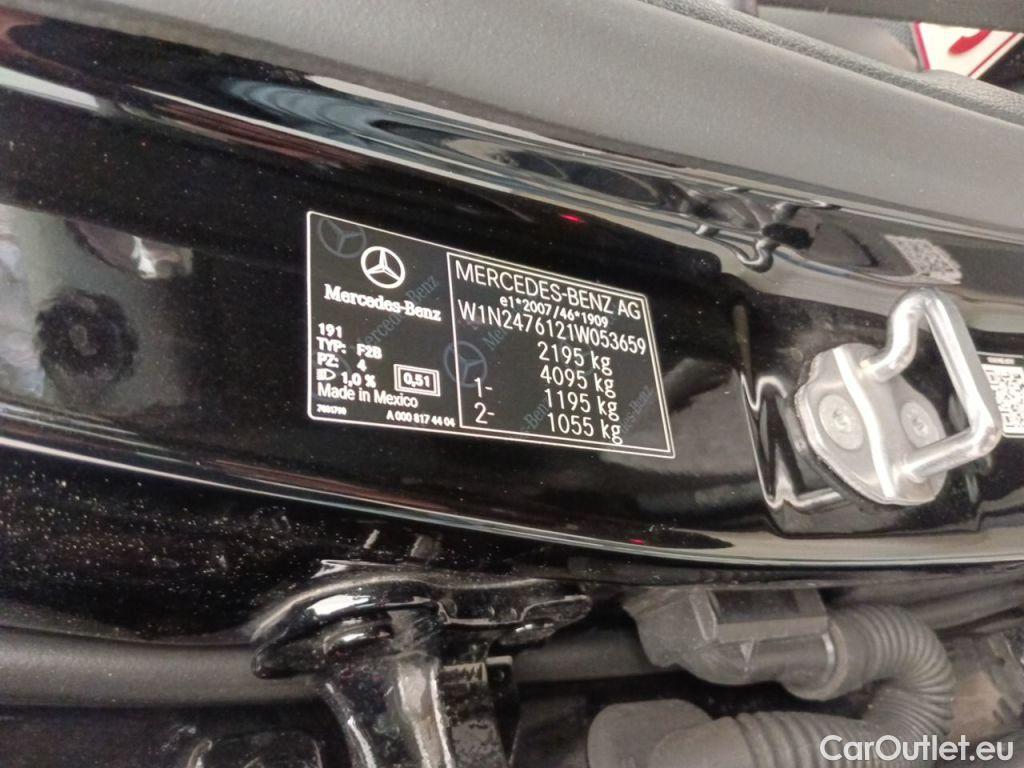 Mercedes-Benz
191
TYP: F2B
PZ: 4
1,0 %
0,51
Made in Mexico
A 000 817 44 04
MERCEDES-BENZ AG
e1*2007/46*1909
W1N2476121W053659
2195 kg
4095 kg
1- 1195 kg
2- 1055 kg
CarOutlet.eu